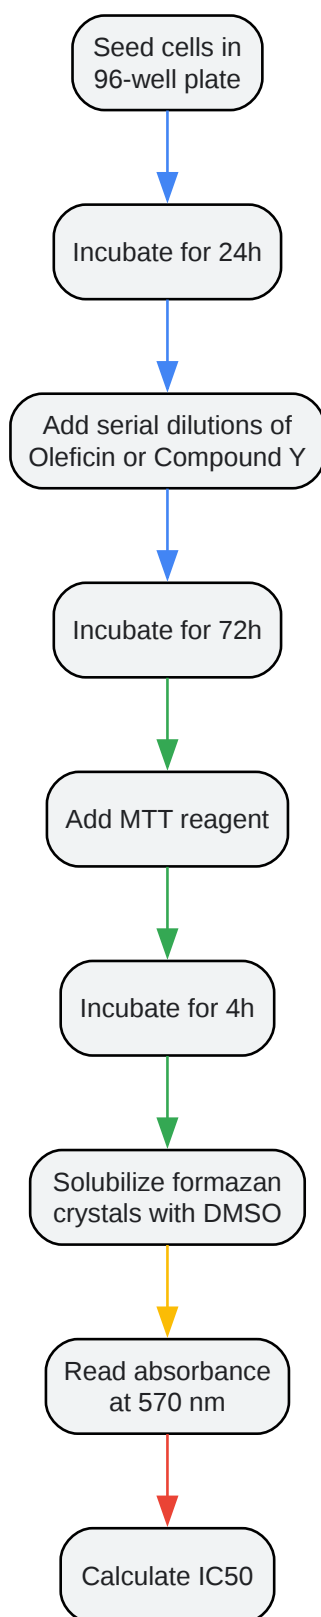 Seed cells in
96-well plate
Incubate for 24h
Add serial dilutions of
Oleficin or Compound Y
Incubate for 72h
Add MTT reagent
Incubate for 4h
Solubilize formazan
crystals with DMSO
Read absorbance
at 570 nm
Calculate IC50